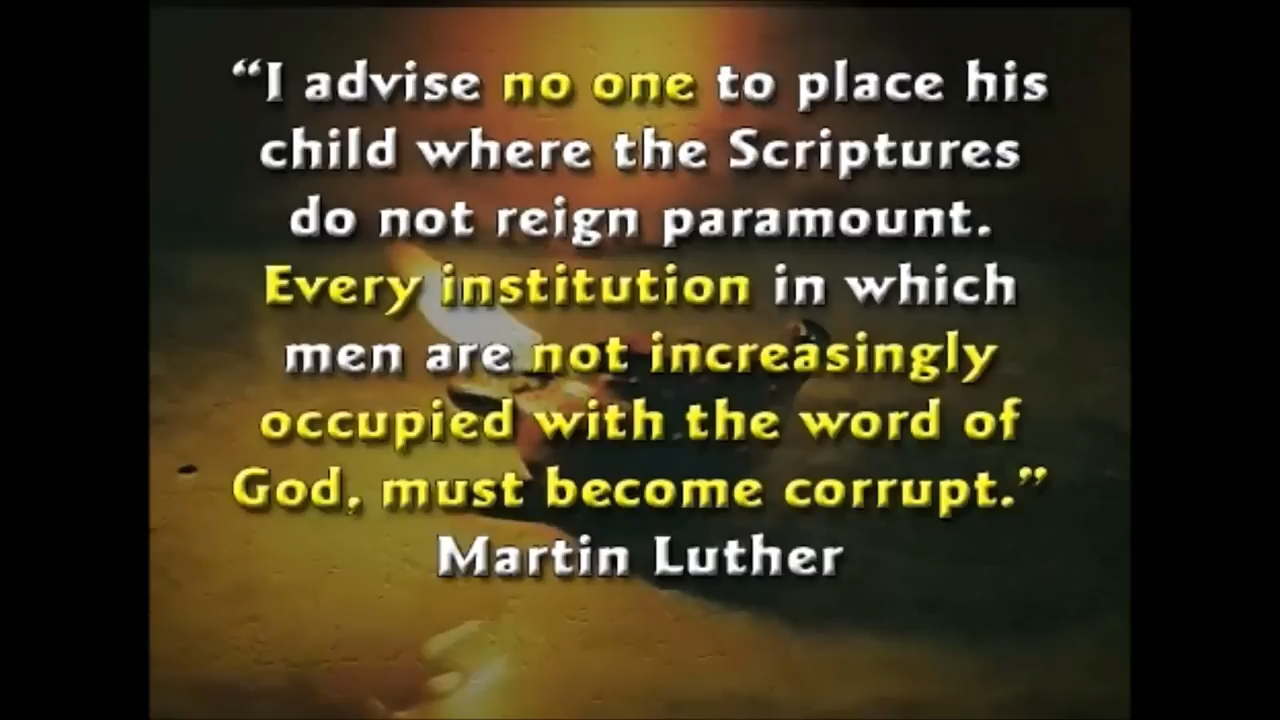 “I advise no one to place his
child where the Scriptures
do not reign paramount.
Every institution in which
men are not increasingly
occupied with the word of
God, must become corrupt.”
Martin Luther